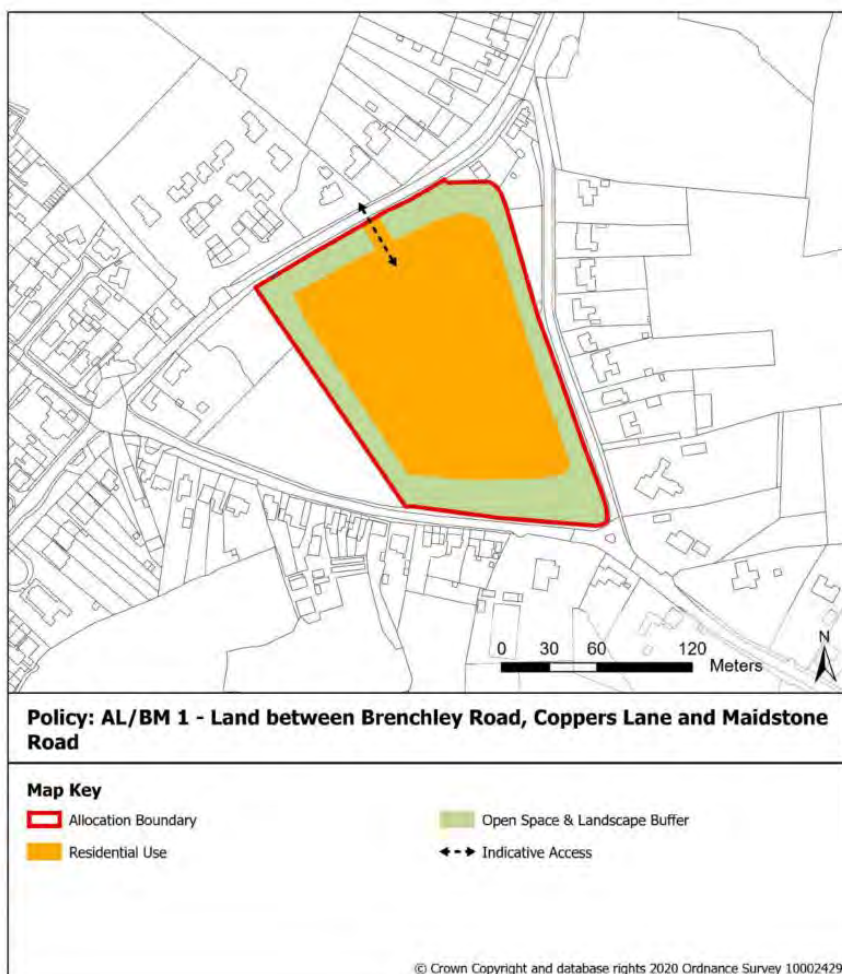 N
0 30 60 120
Meters
Policy: AL/BM 1 - Land between Brenchley Road, Coppers Lane and Maidstone
Road
Map Key
Allocation Boundary
Open Space & Landscape Buffer
Residential Use
Indicative Access
© Crown Copyright and database rights 2020 Ordnance Survey 10002429